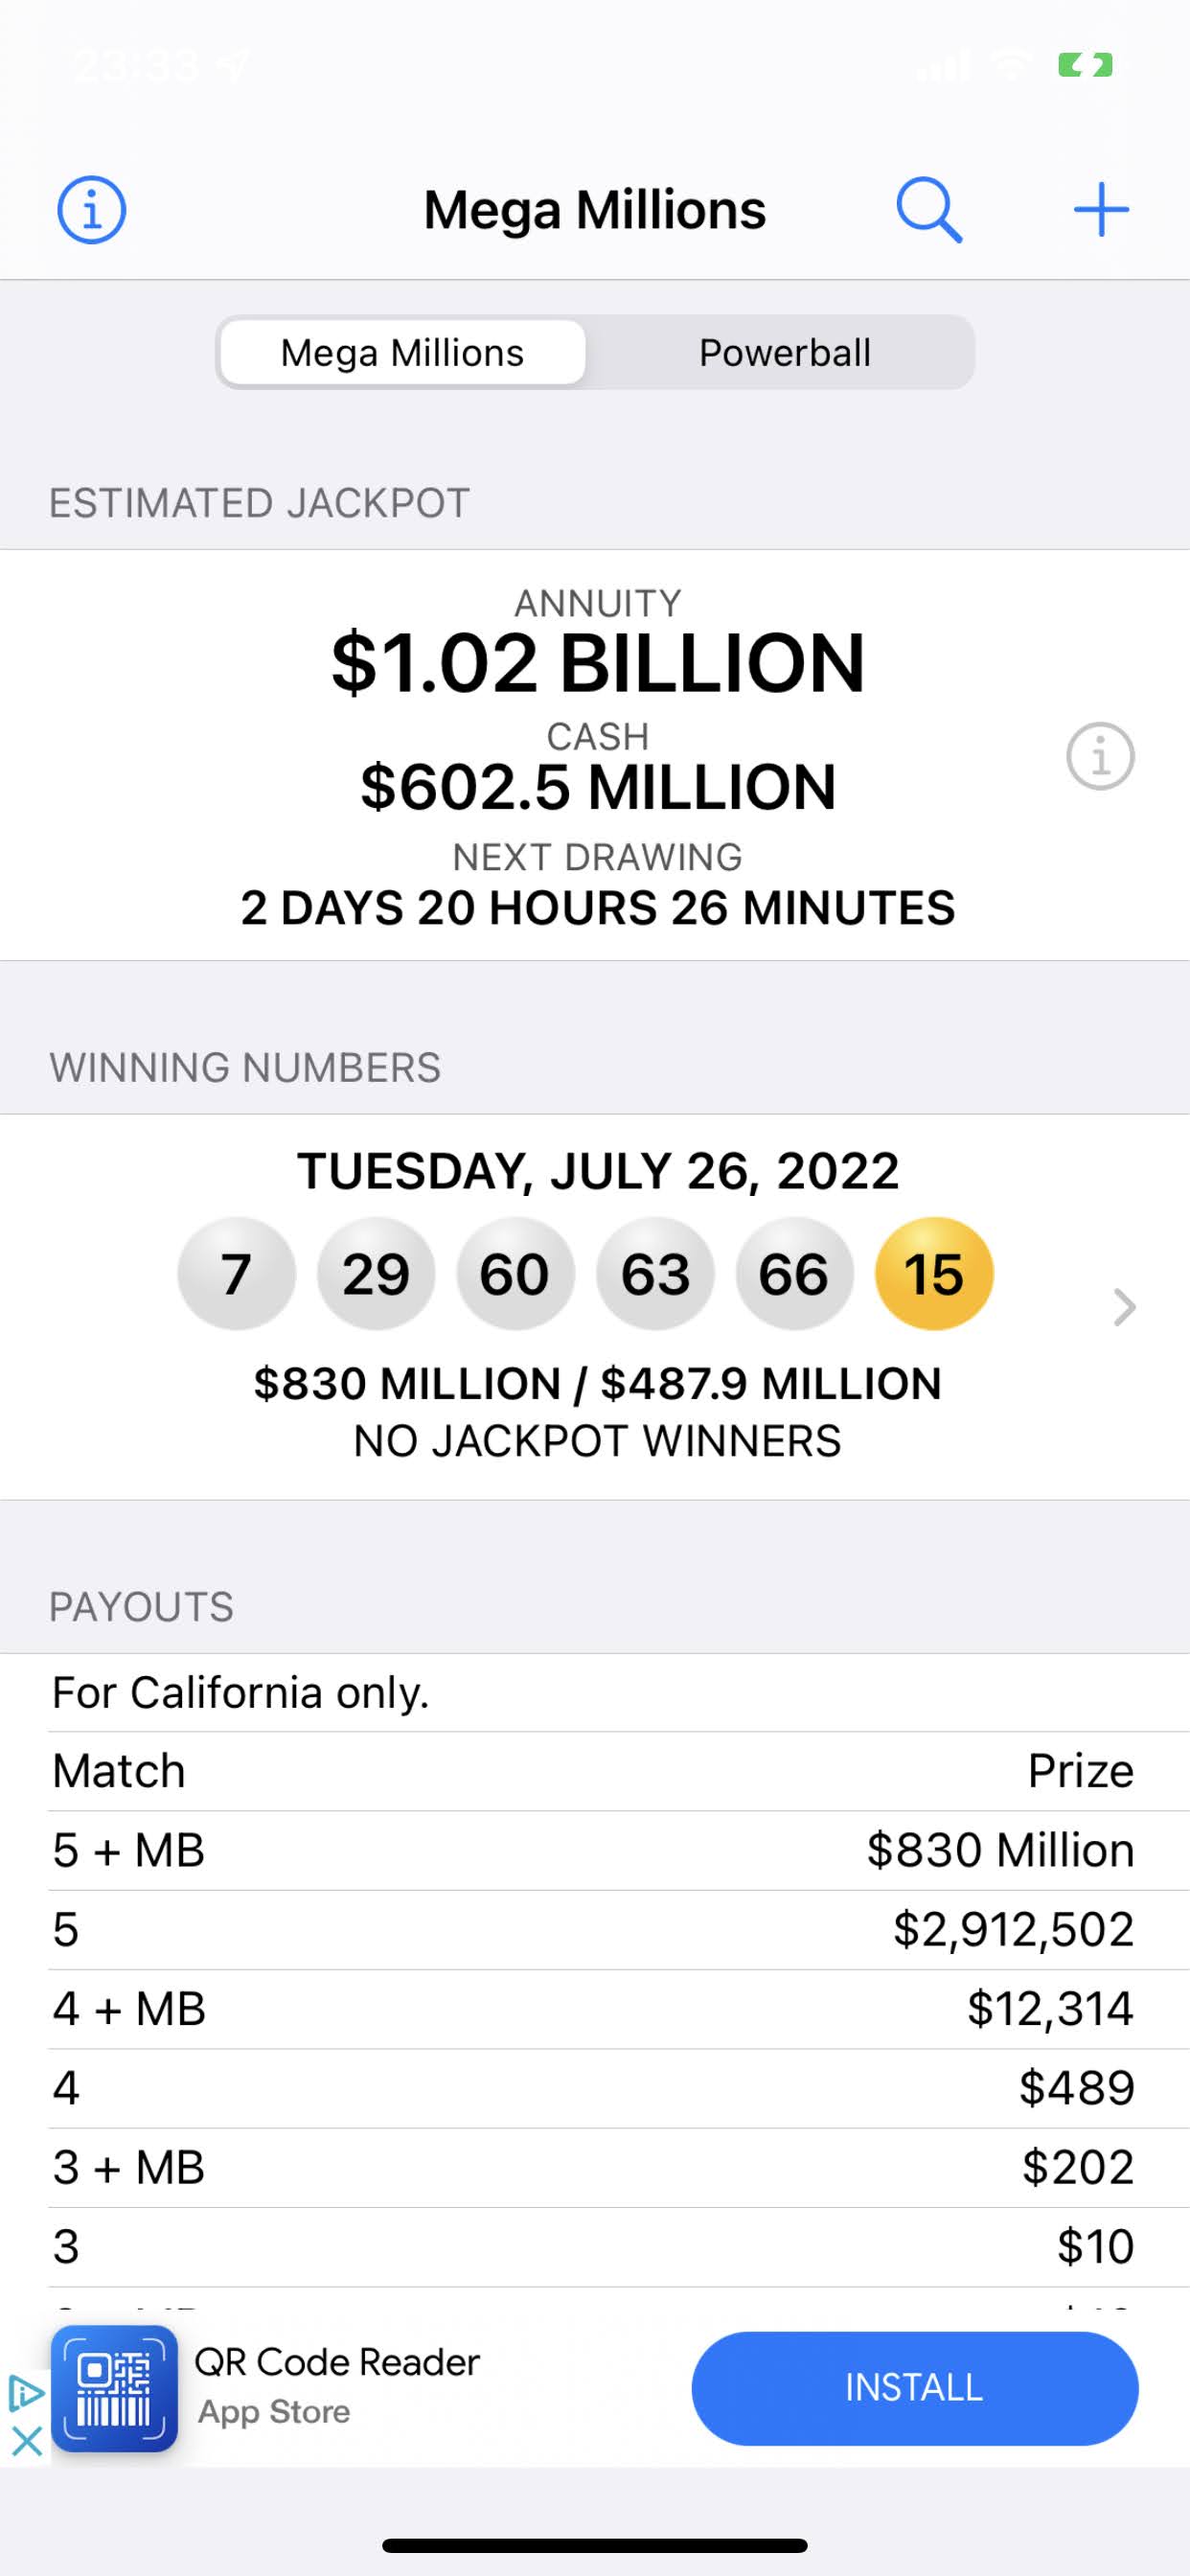 23:33
Mega Millions
Mega Millions
Powerball
ESTIMATED JACKPOT
ANNUITY
$1.02 BILLION
CASH
$602.5 MILLION
NEXT DRAWING
2 DAYS 20 HOURS 26 MINUTES
WINNING NUMBERS
TUESDAY, JULY 26, 2022
7 29 60 63 66 15
$830 MILLION / $487.9 MILLION
NO JACKPOT WINNERS
PAYOUTS
For California only.
Match Prize
5 + MB $830 Million
5 $2,912,502
4 + MB $12,314
4 $489
3 + MB $202
3 $10
QR Code Reader
App Store
INSTALL